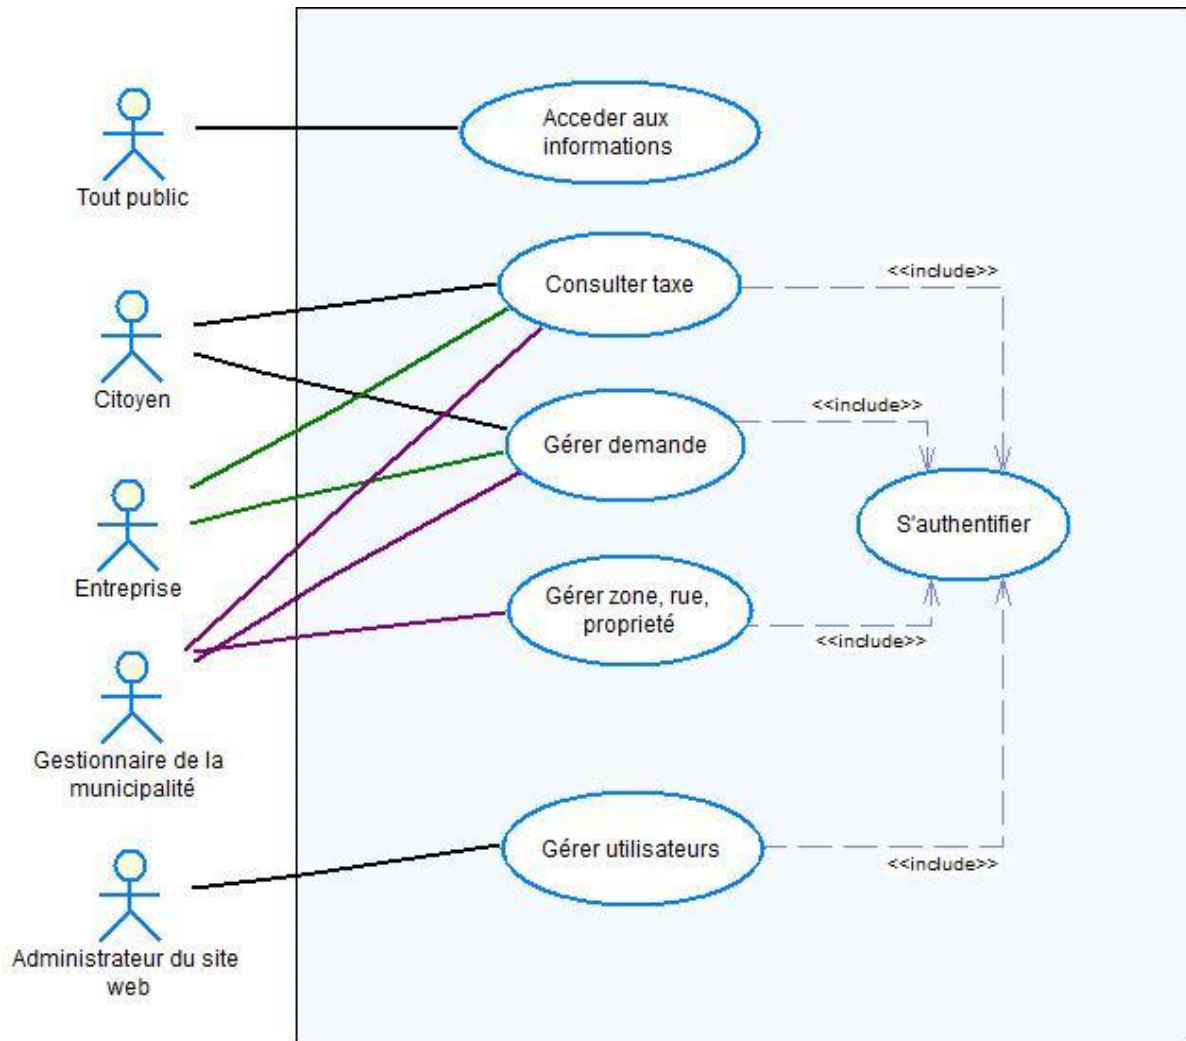 Acceder aux
informations
Tout public
Consulter taxe
<<include>>
Citoyen
Gérer demande
<<include>>
S'authentifier
Entreprise
Gérer zone, rue,
proprieté
<<include>>
Gestionnaire de la
municipalité
Gérer utilisateurs
<<include>>
Administrateur du site
web